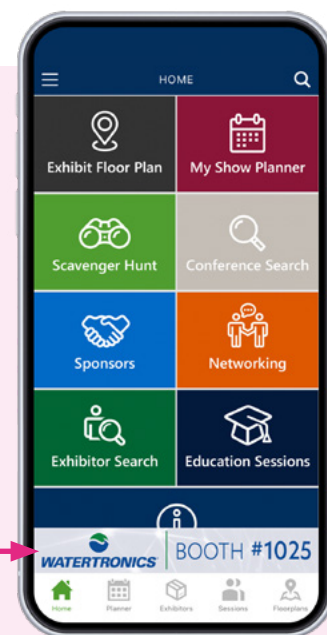 HOME
Exhibit Floor Plan
My Show Planner
Scavenger Hunt
Conference Search
Sponsors
Networking
Exhibitor Search
Education Sessions
WATERTRONICS BOOTH #1025
Home Planner Exhibitors Sessions Floorplans